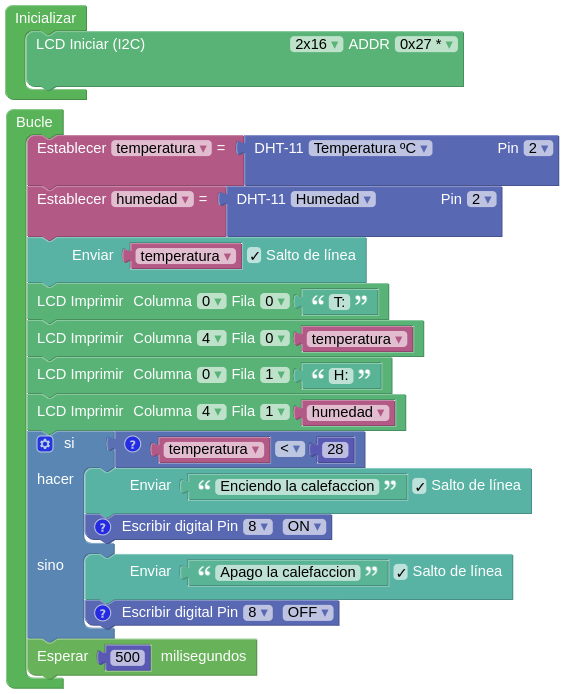 Inicializar
LCD Iniciar (I2C) 2x16 ADDR 0x27 *
Bucle
Establecer temperatura = DHT-11 Temperatura ºC Pin 2
Establecer humedad = DHT-11 Humedad Pin 2
Enviar temperatura ✓ Salto de línea
LCD Imprimir Columna 0 Fila 0 “ T: ”
LCD Imprimir Columna 4 Fila 0 temperatura
LCD Imprimir Columna 0 Fila 1 “ H: ”
LCD Imprimir Columna 4 Fila 1 humedad
si ? temperatura < 28
hacer Enviar “ Enciendo la calefaccion ” ✓ Salto de línea
? Escribir digital Pin 8 ON
sino Enviar “ Apago la calefaccion ” ✓ Salto de línea
? Escribir digital Pin 8 OFF
Esperar 500 milisegundos